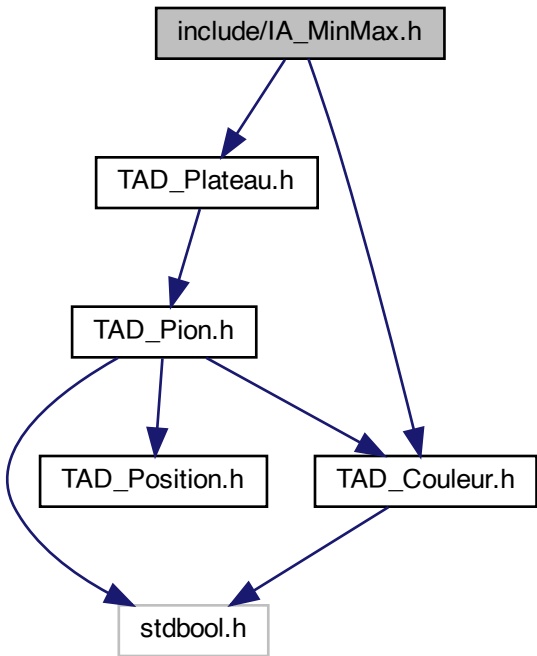 include/IA_MinMax.h
TAD_Plateau.h
TAD_Pion.h
TAD_Position.h
TAD_Couleur.h
stdbool.h